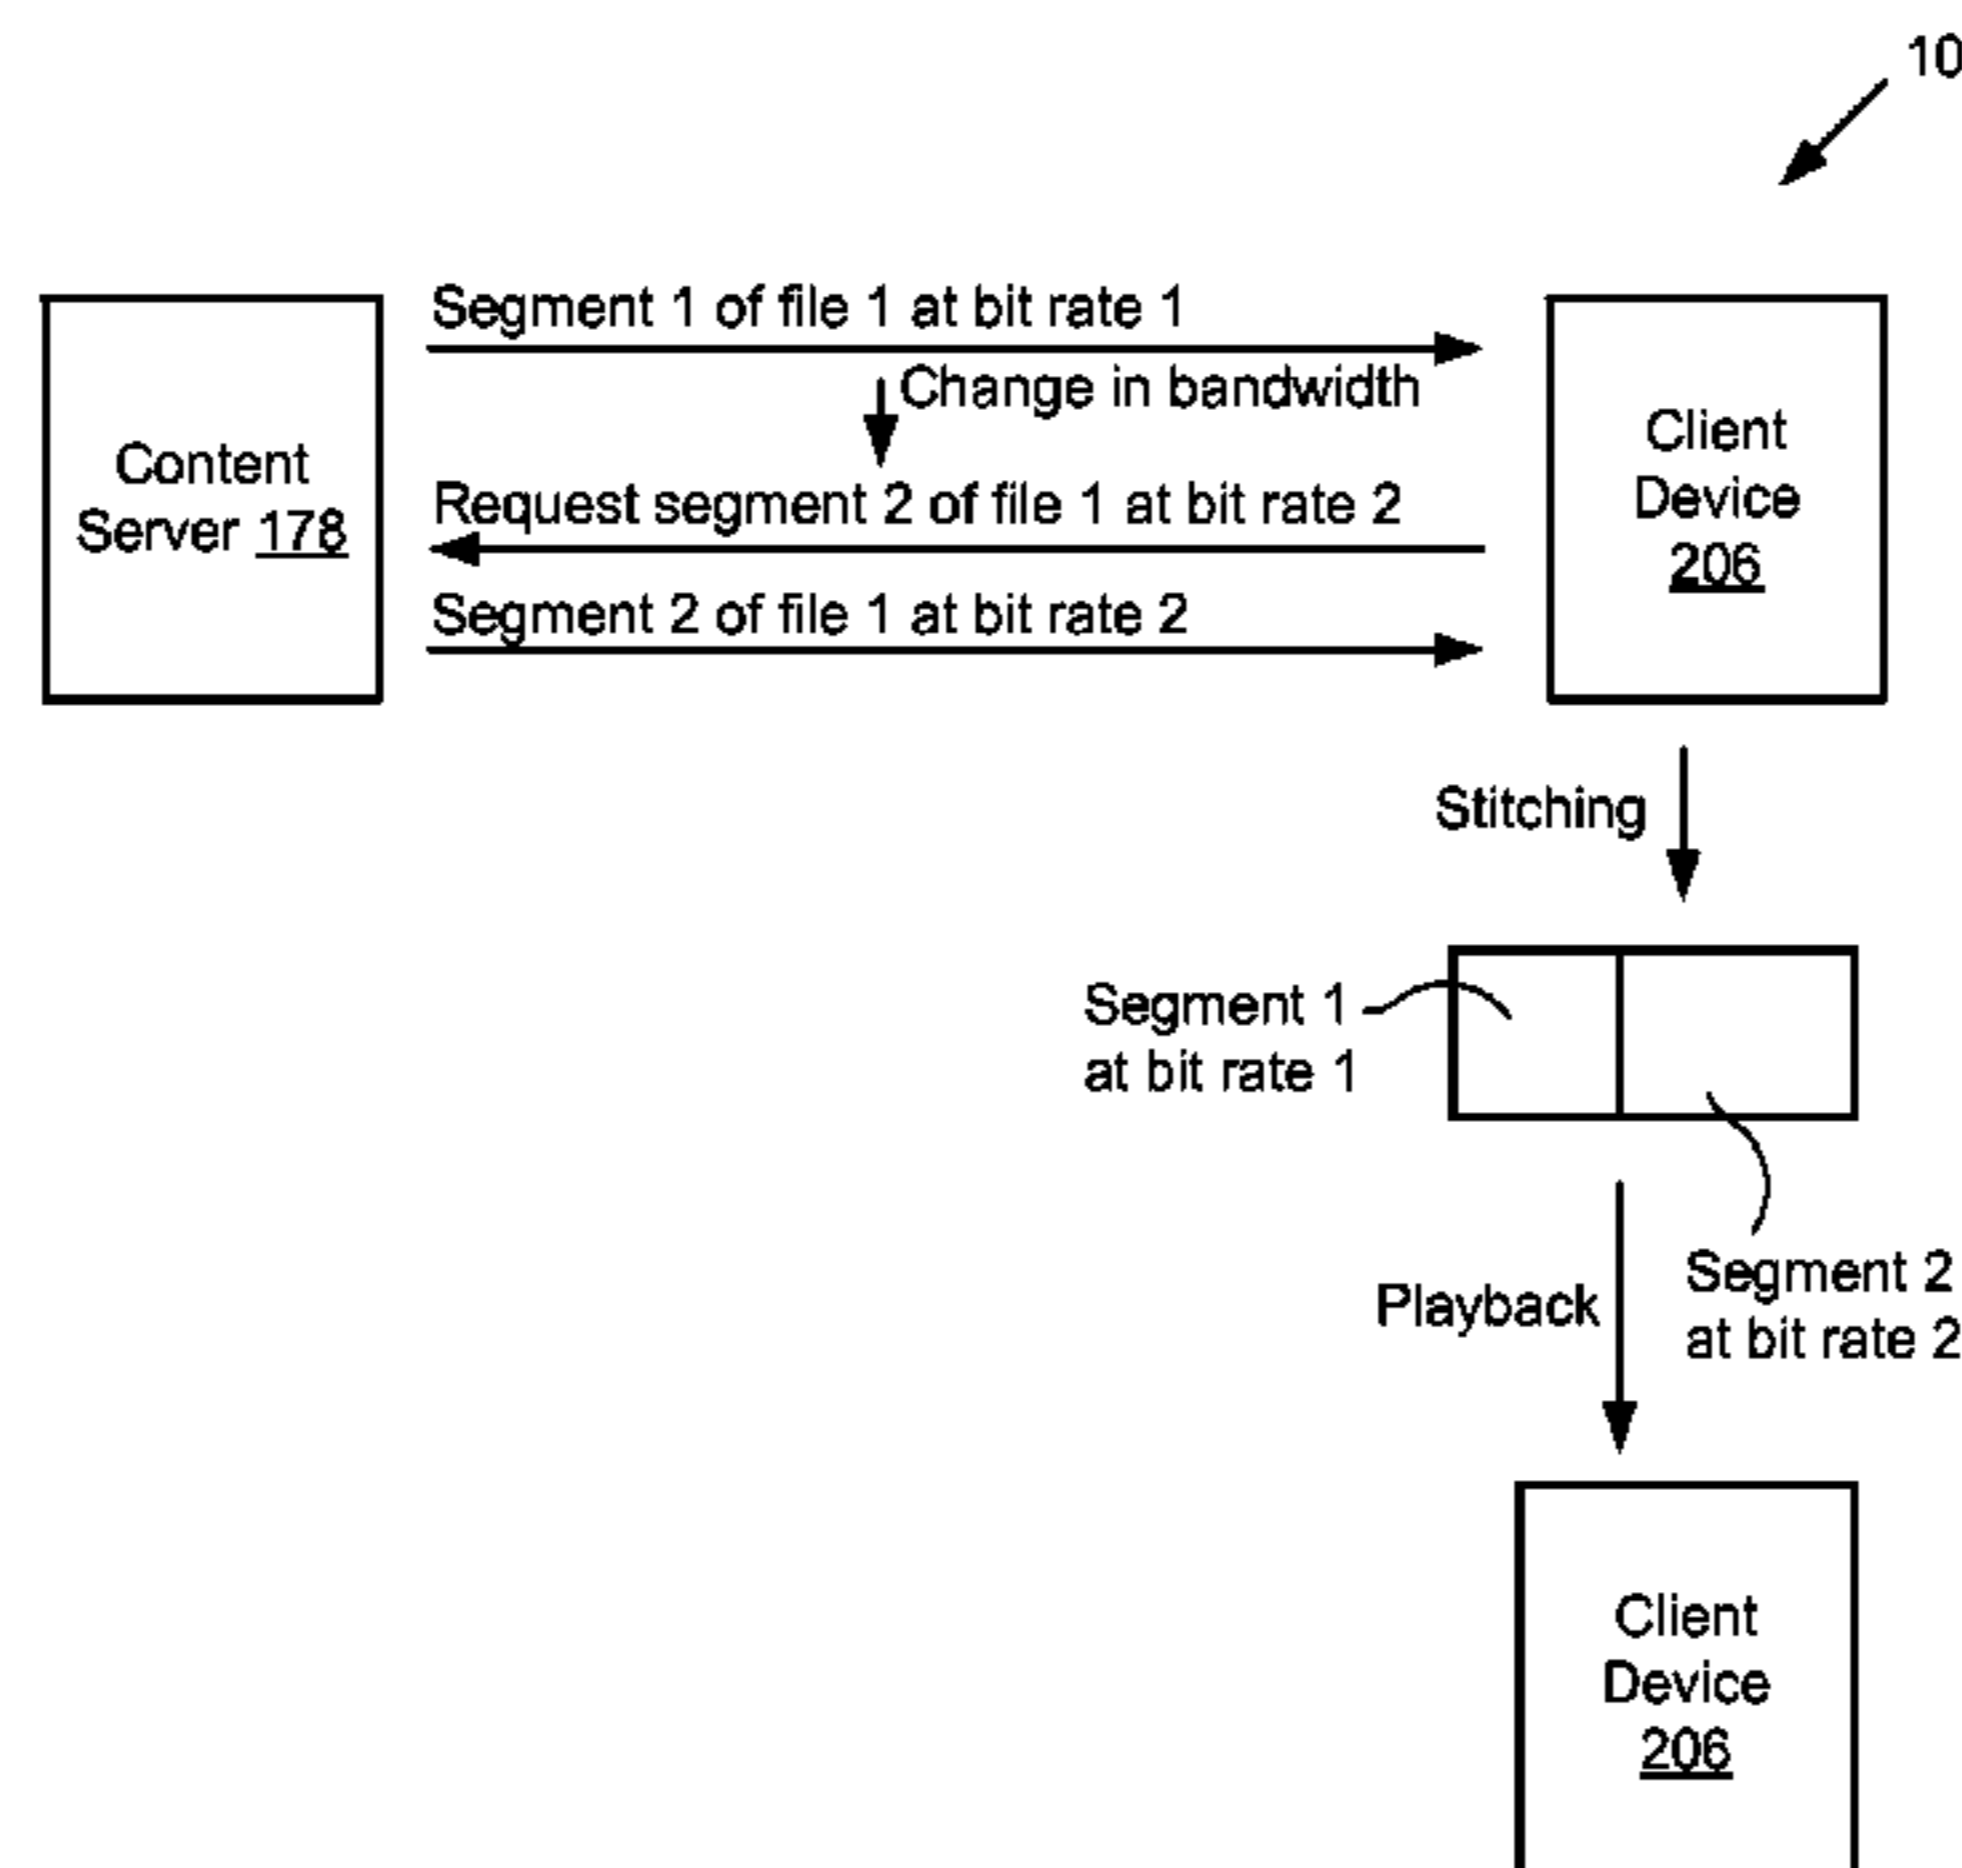 10
Segment 1 of file 1 at bit rate 1
Change in bandwidth
Content
Server 178
Request segment 2 of file 1 at bit rate 2
Segment 2 of file 1 at bit rate 2
Client
Device
206
Stitching
Segment 1
at bit rate 1
Segment 2
at bit rate 2
Playback
Client
Device
206